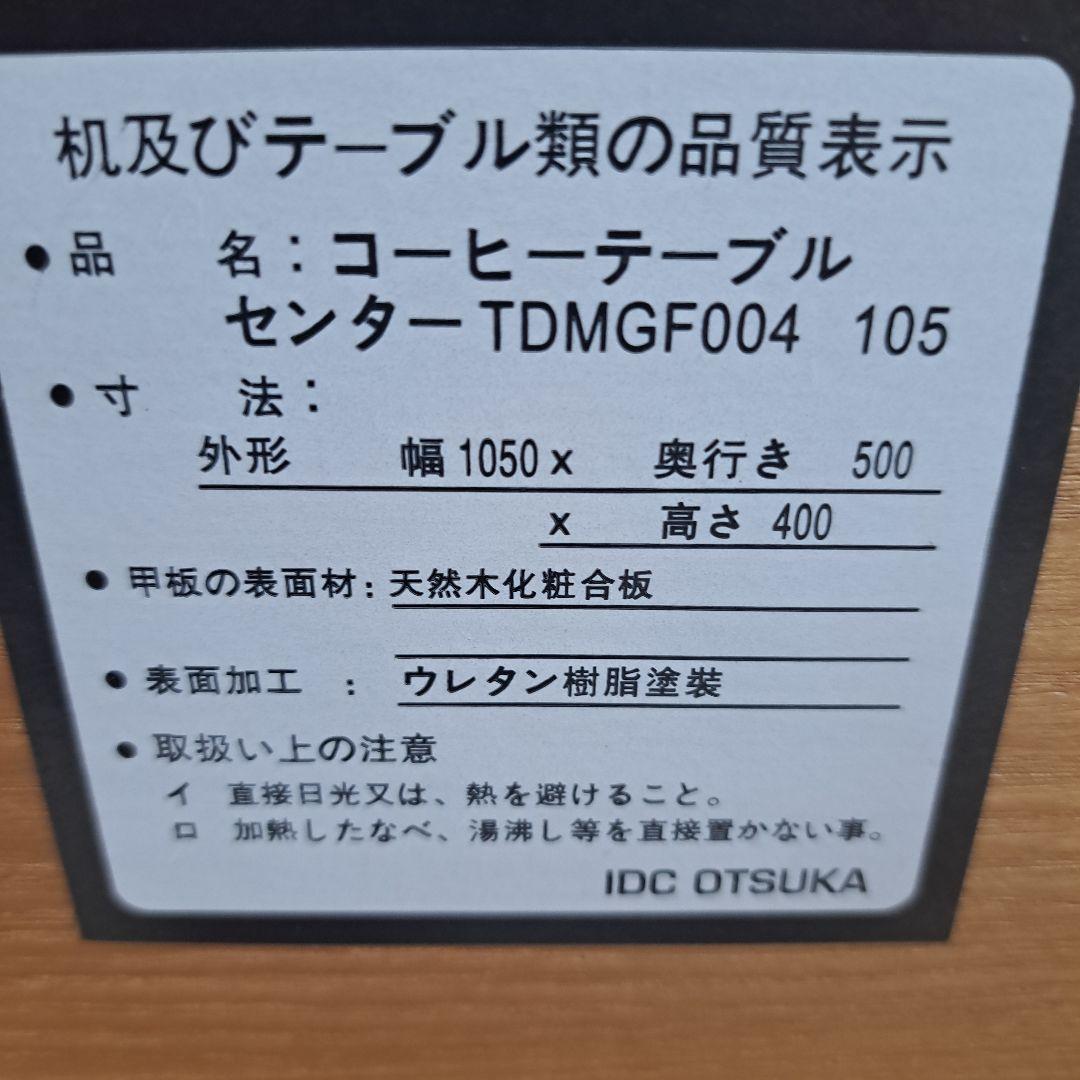 机及びテーブル類の品質表示
● 品 名：コーヒーテーブル
センターTDMGF004 105
● 寸 法：
外形 幅 1050 x 奥行き 500
x 高さ 400
● 甲板の表面材：天然木化粧合板
● 表面加工 ：ウレタン樹脂塗装
● 取扱い上の注意
イ 直接日光又は、熱を避けること。
ロ 加熱したなべ、湯沸し等を直接置かない事。
IDC OTSUKA